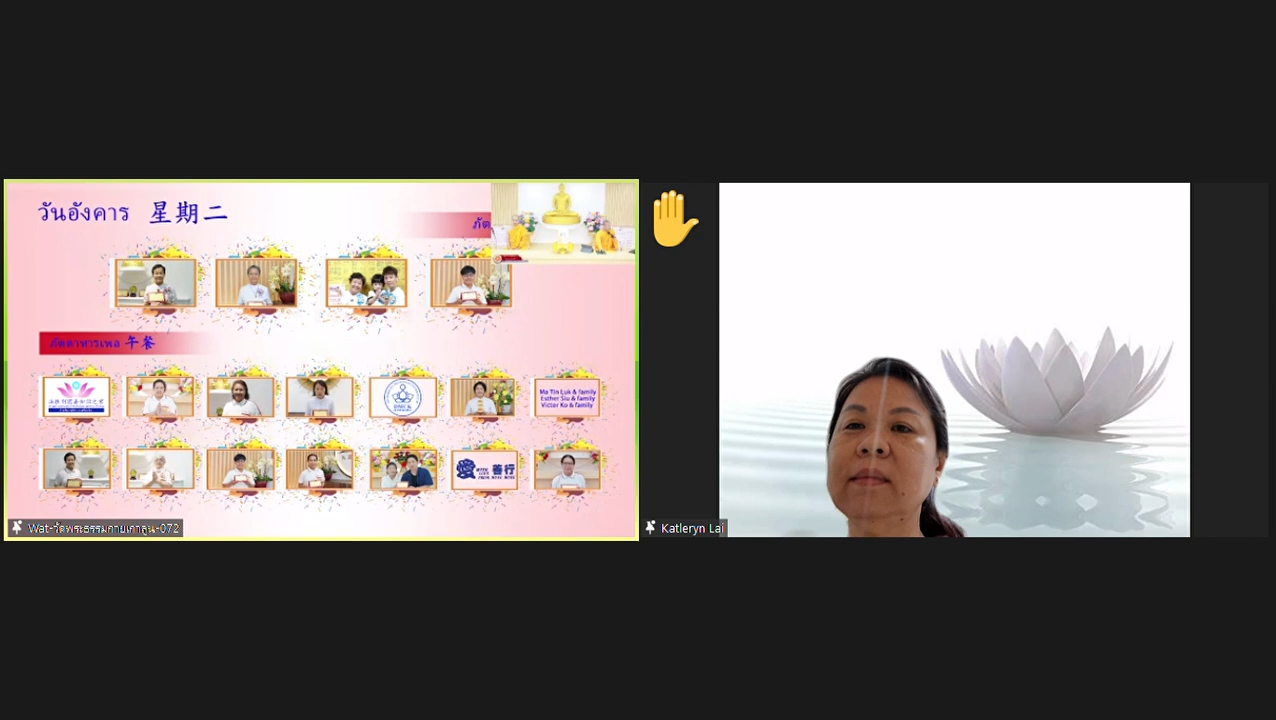 วันอังคาร 星期二
ภัต
ภัตตาหารเพล 午餐
Ma Yin Luk & family
Esther Siu & family
Victor Ko & family
善行
Wat-วัดพระธรรมกายเกาลูน-072
Katleryn Lai